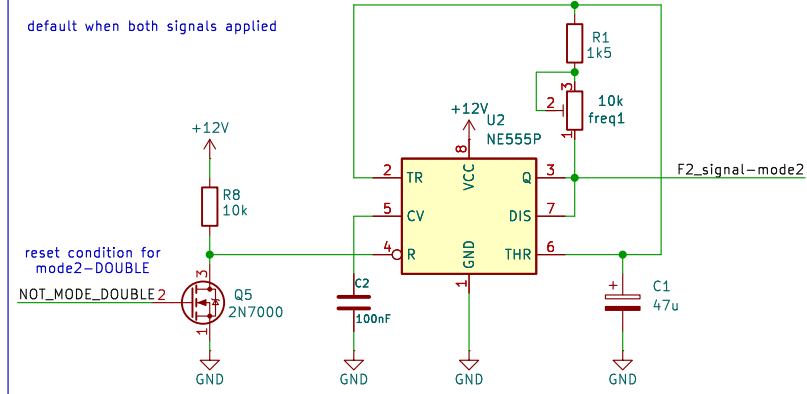 default when both signals applied
R1
1k5
3
2
10k
freq1
1
+12V
U2
NE555P
8
VCC
+12V
2
TR
Q
3
F2_signal-mode2
R8
10k
5
CV
DIS
7
reset condition for
mode2-DOUBLE
4
R
GND
THR
6
1
NOT_MODE_DOUBLE
2
3
Q5
2N7000
1
C2
100nF
+
C1
47u
GND
GND
GND
GND